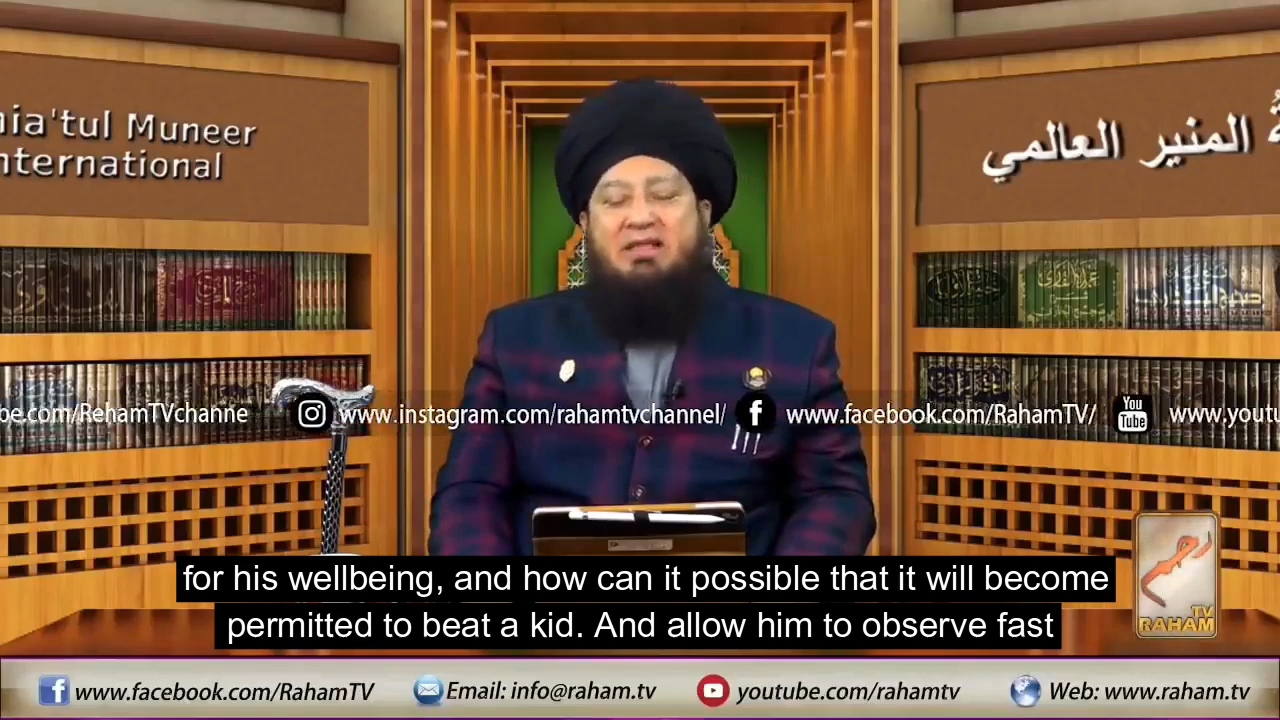 nia'tul Muneer
nternational
المنير العالمي
be.com/RehamTVchanne
www.instagram.com/rahamtvchannel/
www.facebook.com/RahamTV/
You
Tube
www.youtu
for his wellbeing, and how can it possible that it will become
permitted to beat a kid. And allow him to observe fast
TV
RAHAM
www.facebook.com/RahamTV
Email: info@raham.tv
youtube.com/rahamtv
Web: www.raham.tv